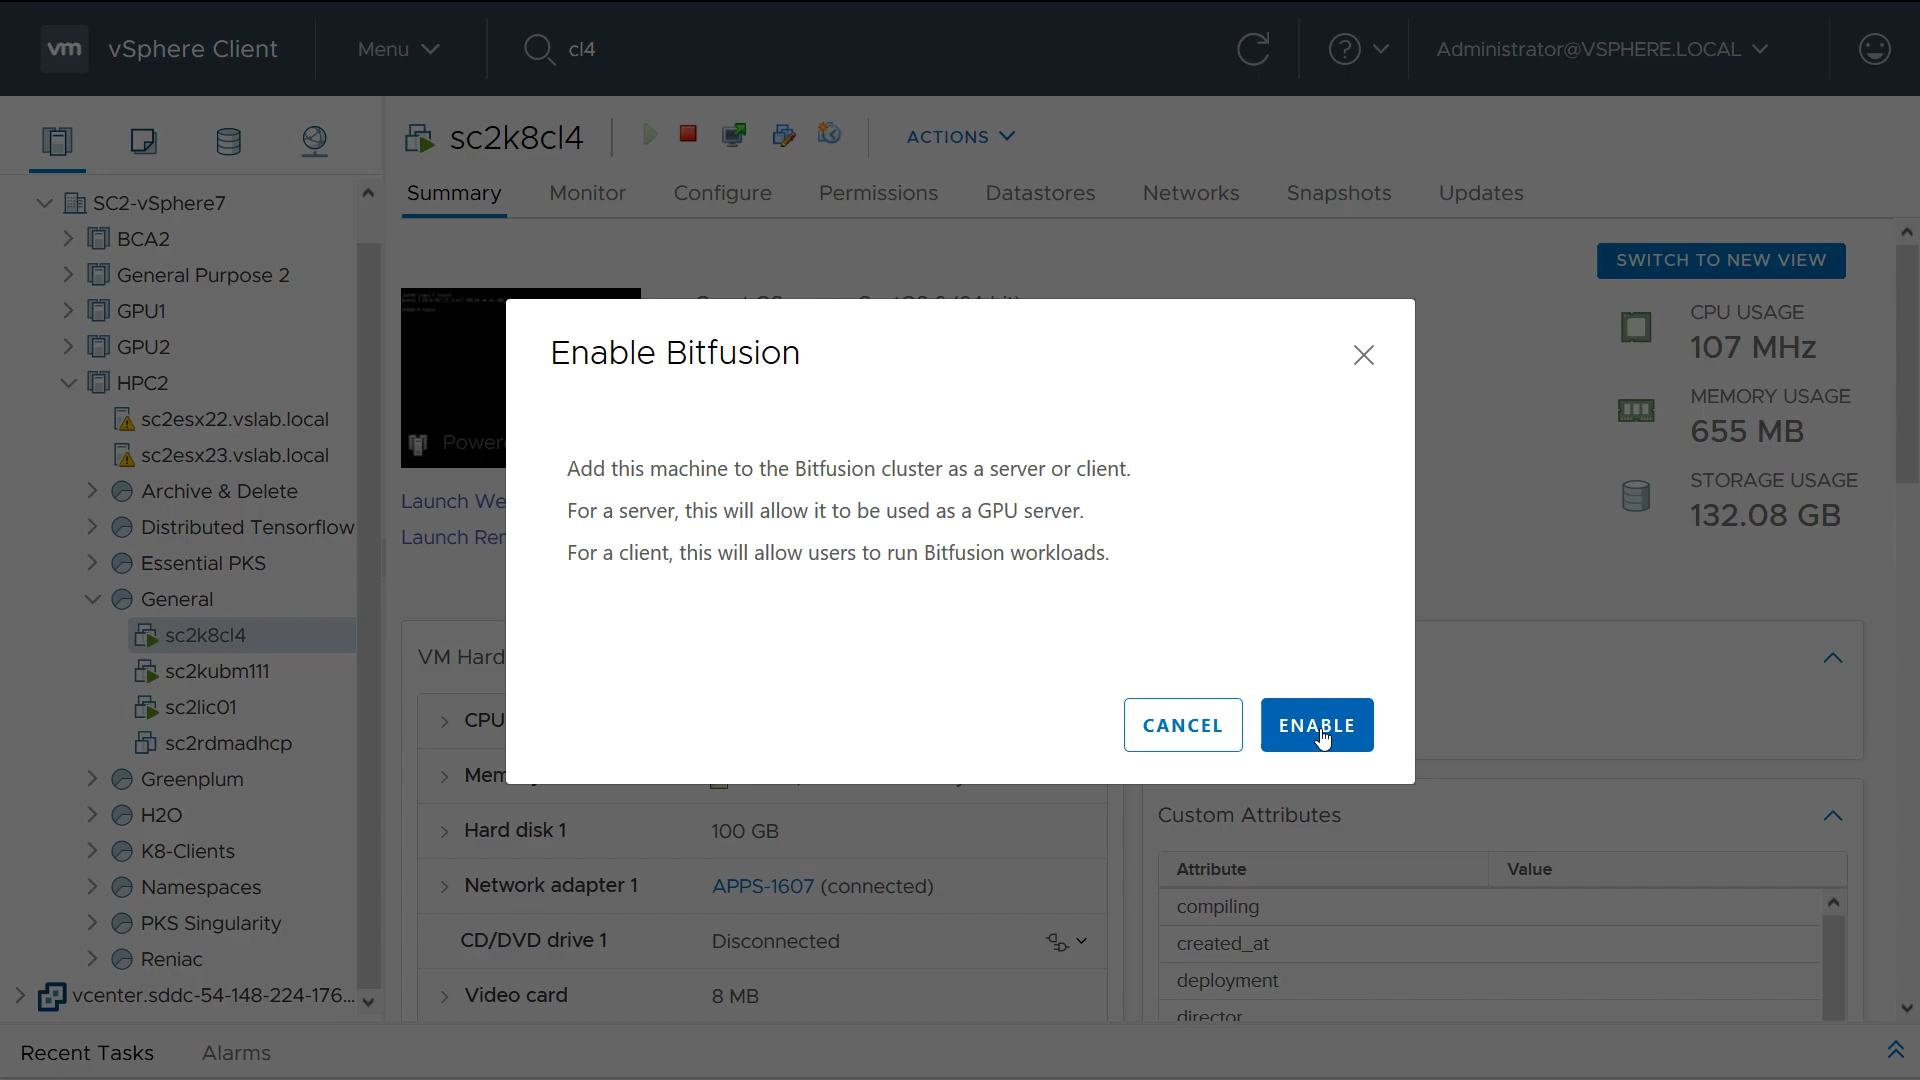 vm vSphere Client Menu cl4 Administrator@VSPHERE.LOCAL
sc2k8cl4 ACTIONS
Summary Monitor Configure Permissions Datastores Networks Snapshots Updates
SC2-vSphere7
BCA2
General Purpose 2
GPU1
GPU2
HPC2
sc2esx22.vslab.local
sc2esx23.vslab.local
Archive & Delete
Distributed Tensorflow
Essential PKS
General
sc2k8cl4
sc2kubm111
sc2lic01
sc2rdmadhcp
Greenplum
H2O
K8-Clients
Namespaces
PKS Singularity
Reniac
vcenter.sddc-54-148-224-176...
SWITCH TO NEW VIEW
CPU USAGE
107 MHz
MEMORY USAGE
655 MB
STORAGE USAGE
132.08 GB
Power
Launch We
Launch Rer
Enable Bitfusion
Add this machine to the Bitfusion cluster as a server or client.
For a server, this will allow it to be used as a GPU server.
For a client, this will allow users to run Bitfusion workloads.
CANCEL ENABLE
VM Hard
CPU
Mem
Hard disk 1 100 GB
Network adapter 1 APPS-1607 (connected)
CD/DVD drive 1 Disconnected
Video card 8 MB
Custom Attributes
Attribute Value
compiling
created_at
deployment
director
Recent Tasks Alarms